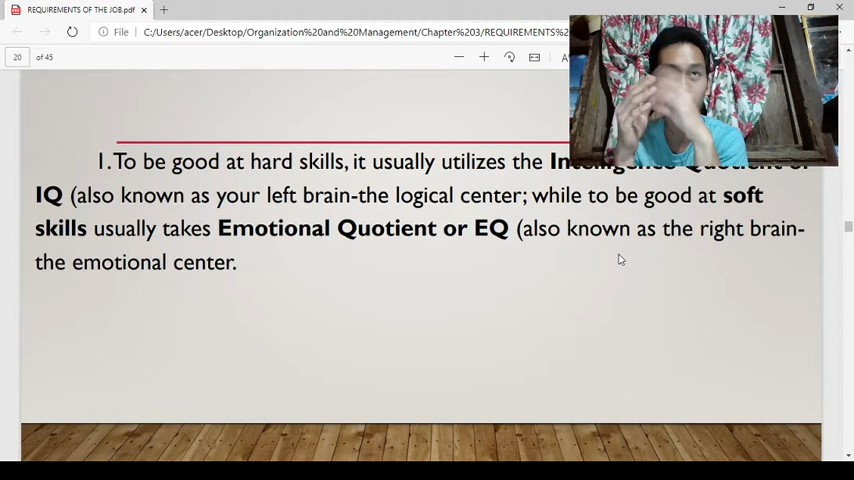 REQUIREMENTS OF THE JOB.pdf
File C:/Users/acer/Desktop/Organization%20and%20Management/Chapter%203/REQUIREMENTS%
20 of 45
1. To be good at hard skills, it usually utilizes the
IQ (also known as your left brain-the logical center; while to be good at soft
skills usually takes Emotional Quotient or EQ (also known as the right brain-
the emotional center.